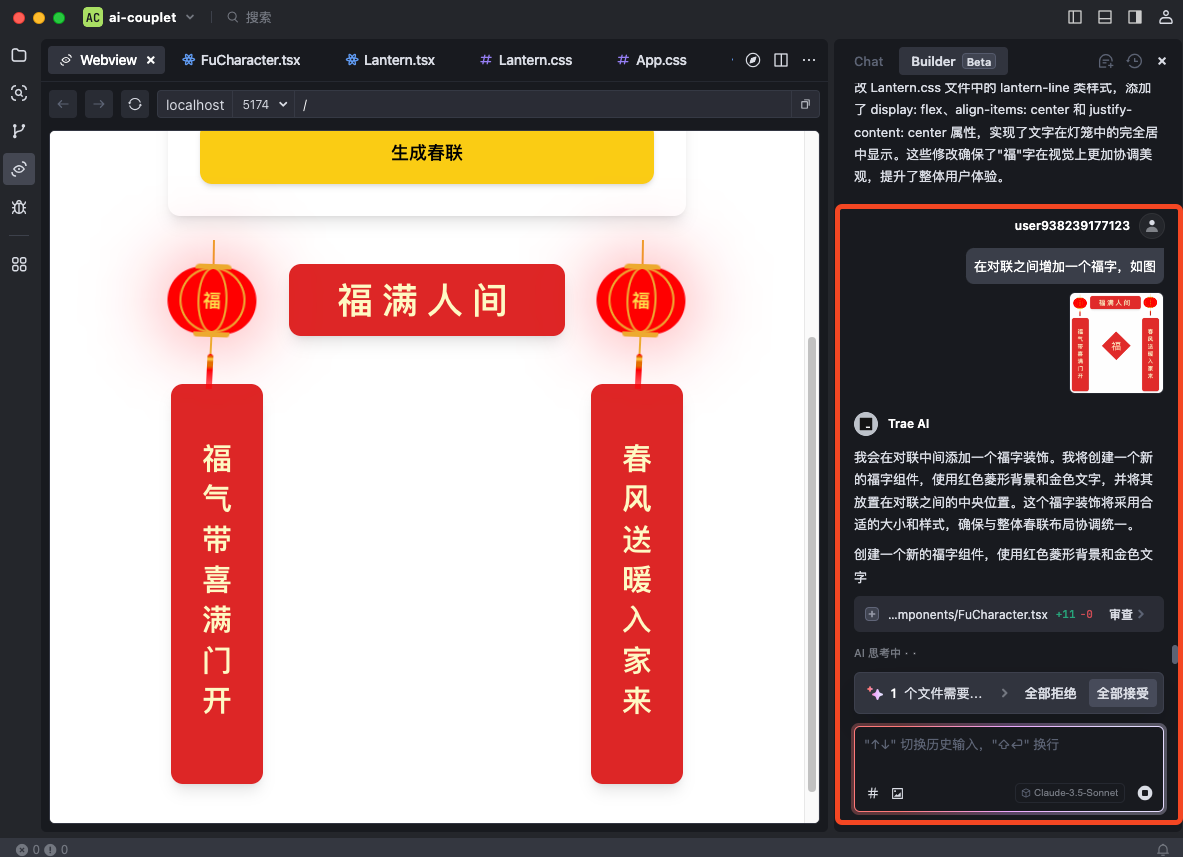 AC ai-couplet
搜索
Webview
FuCharacter.tsx
Lantern.tsx
# Lantern.css
# App.css
localhost
5174
/
生成春联
福
福满人间
福
福
气
带
喜
满
门
开
春
风
送
暖
入
家
来
Chat
Builder Beta
改 Lantern.css 文件中的 lantern-line 类样式，添加
了 display: flex、align-items: center 和 justify-
content: center 属性，实现了文字在灯笼中的完全居
中显示。这些修改确保了"福"字在视觉上更加协调美
观，提升了整体用户体验。
user938239177123
在对联之间增加一个福字，如图
福满人间
福
气
带
喜
满
门
开
福
春
风
送
暖
入
家
来
Trae AI
我会在对联中间添加一个福字装饰。我将创建一个新
的福字组件，使用红色菱形背景和金色文字，并将其
放置在对联之间的中央位置。这个福字装饰将采用合
适的大小和样式，确保与整体春联布局协调统一。
创建一个新的福字组件，使用红色菱形背景和金色文
字
...mponents/FuCharacter.tsx +11 -0 审查
AI 思考中 · ·
1 个文件需要... 全部拒绝 全部接受
"↑↓" 切换历史输入，"⇧⏎" 换行
#
Claude-3.5-Sonnet
0 0